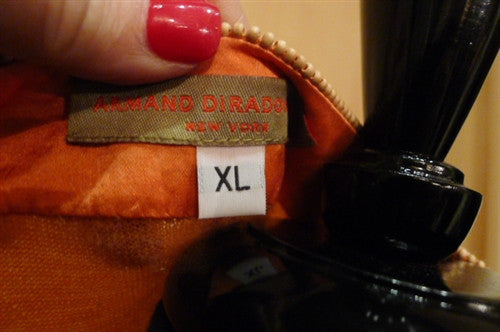 ARMAND DIRADO
NEW YORK
XL